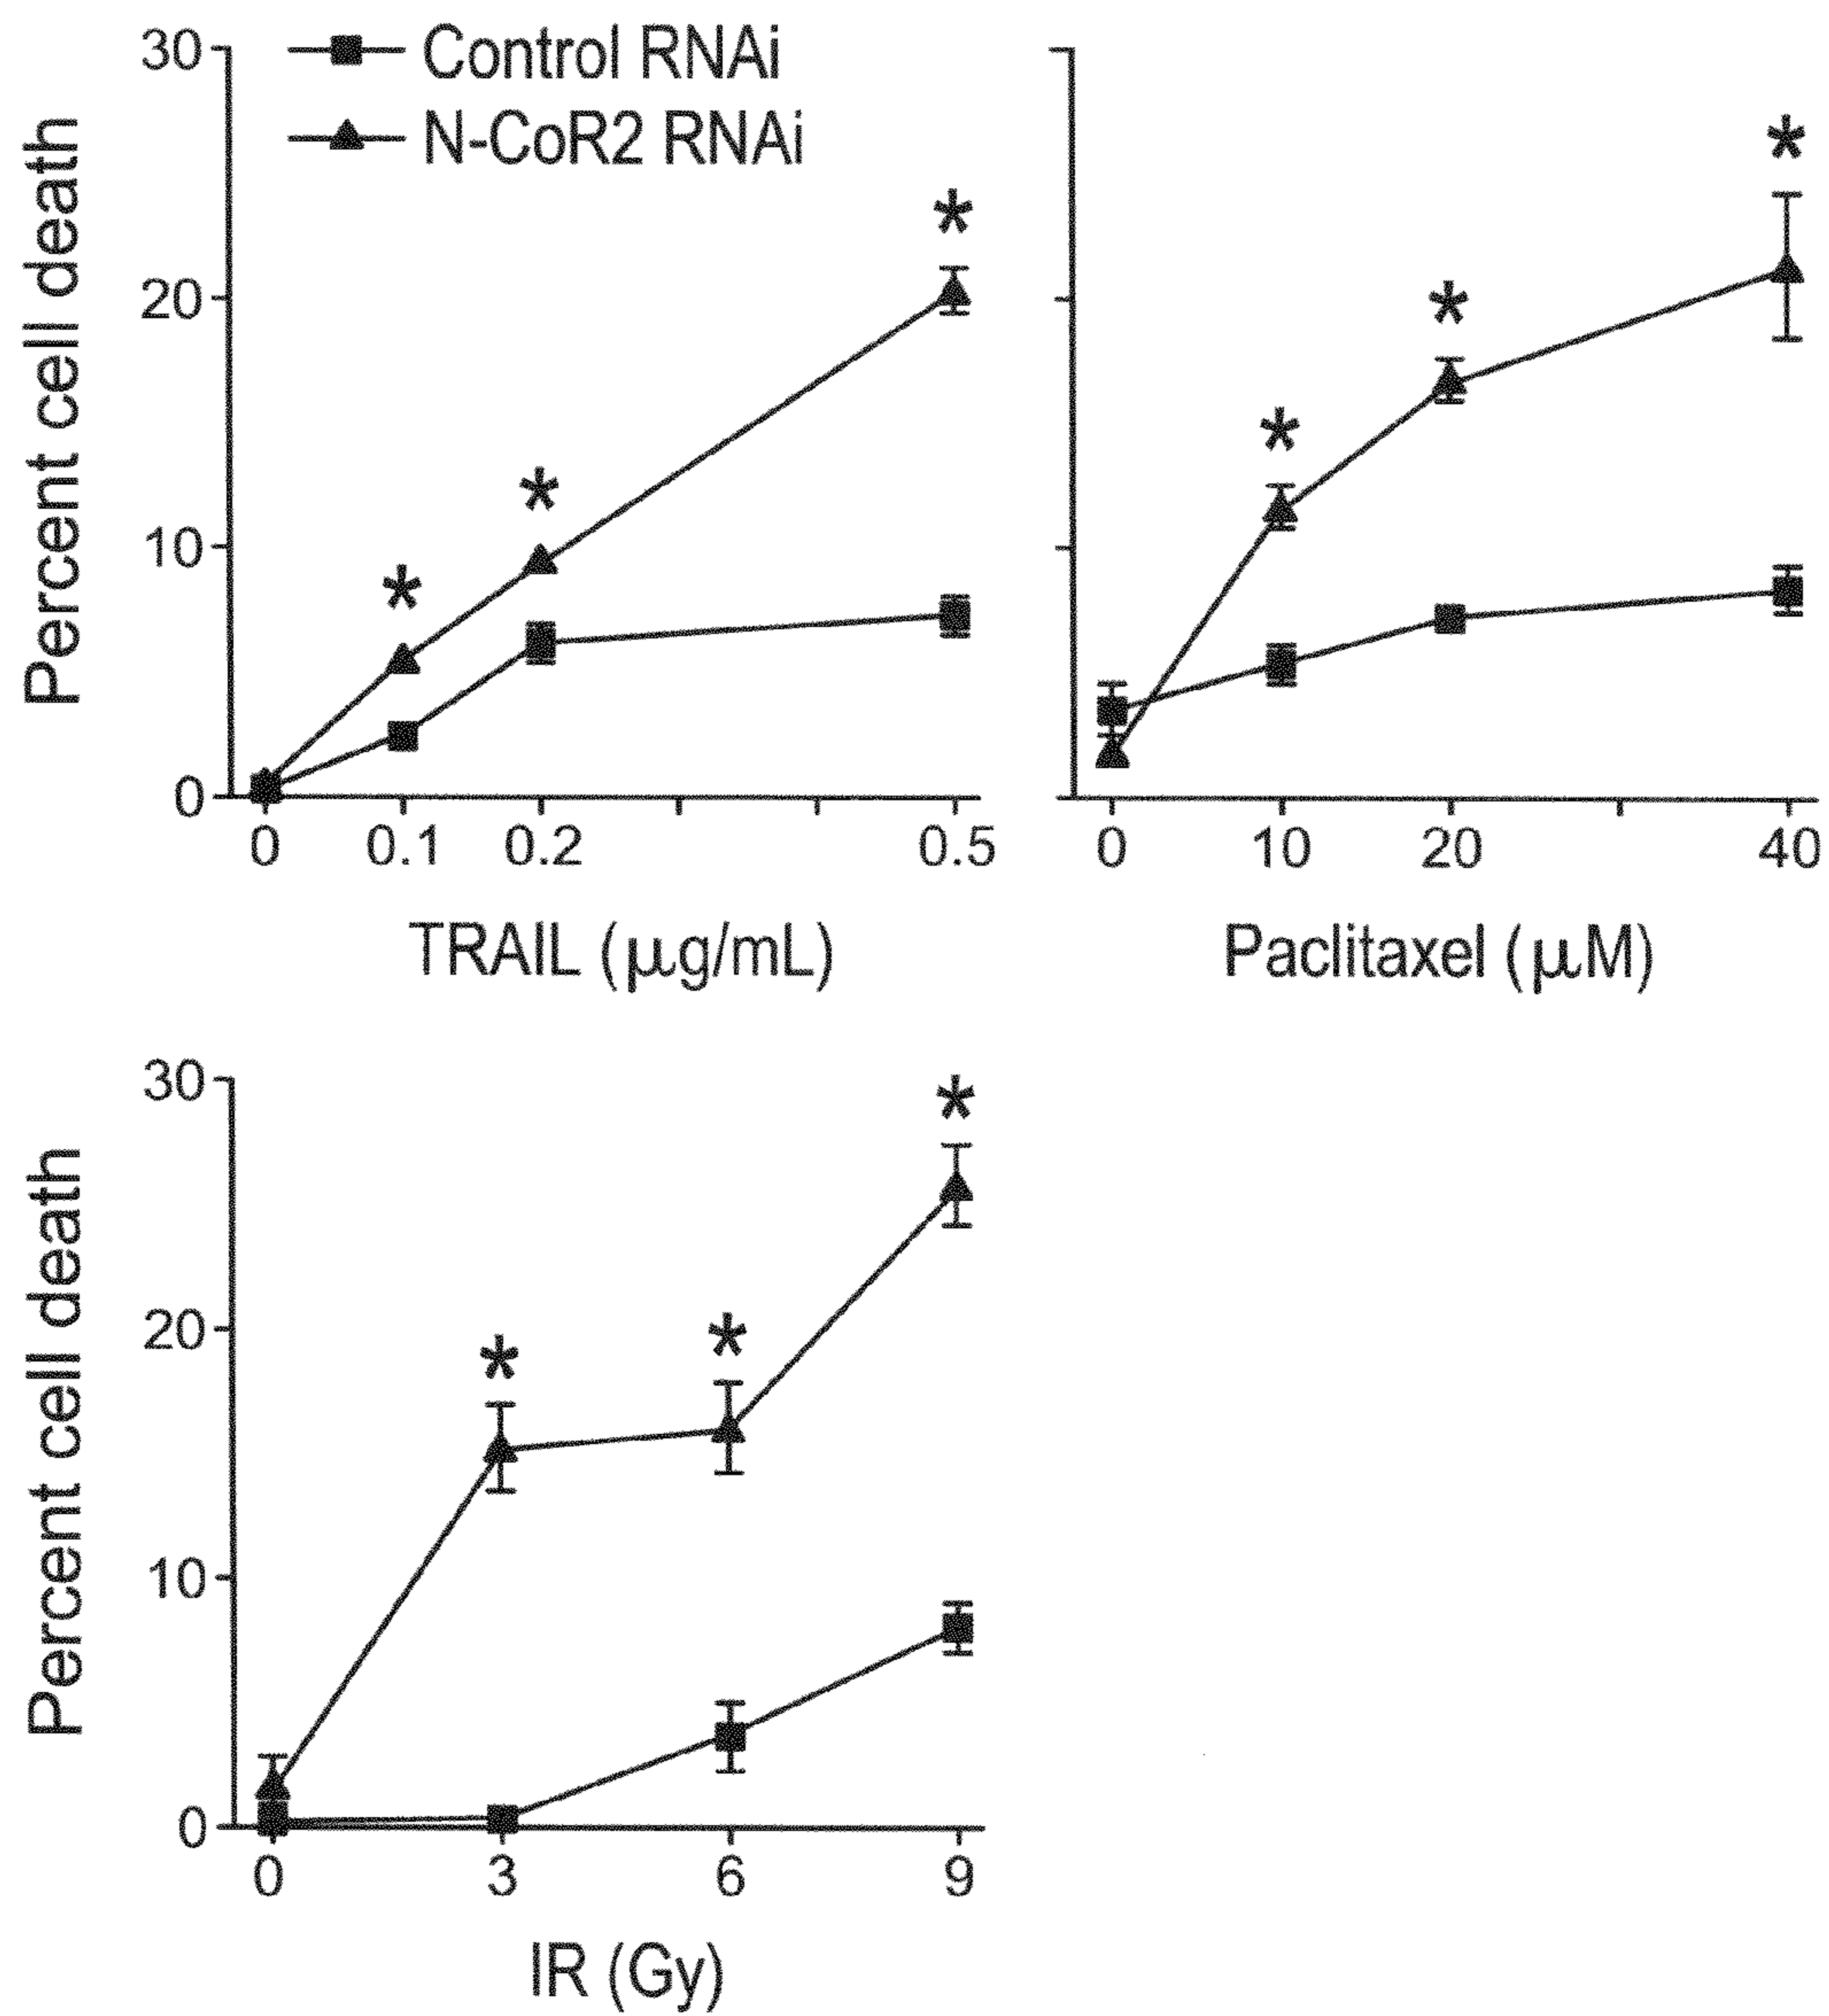 Control RNAi
N-CoR2 RNAi
Percent cell death
30
20
10
0
* * *
0 0.1 0.2 0.5
TRAIL (μg/mL)
* * *
0 10 20 40
Paclitaxel (μM)
Percent cell death
30
20
10
0
* * *
0 3 6 9
IR (Gy)